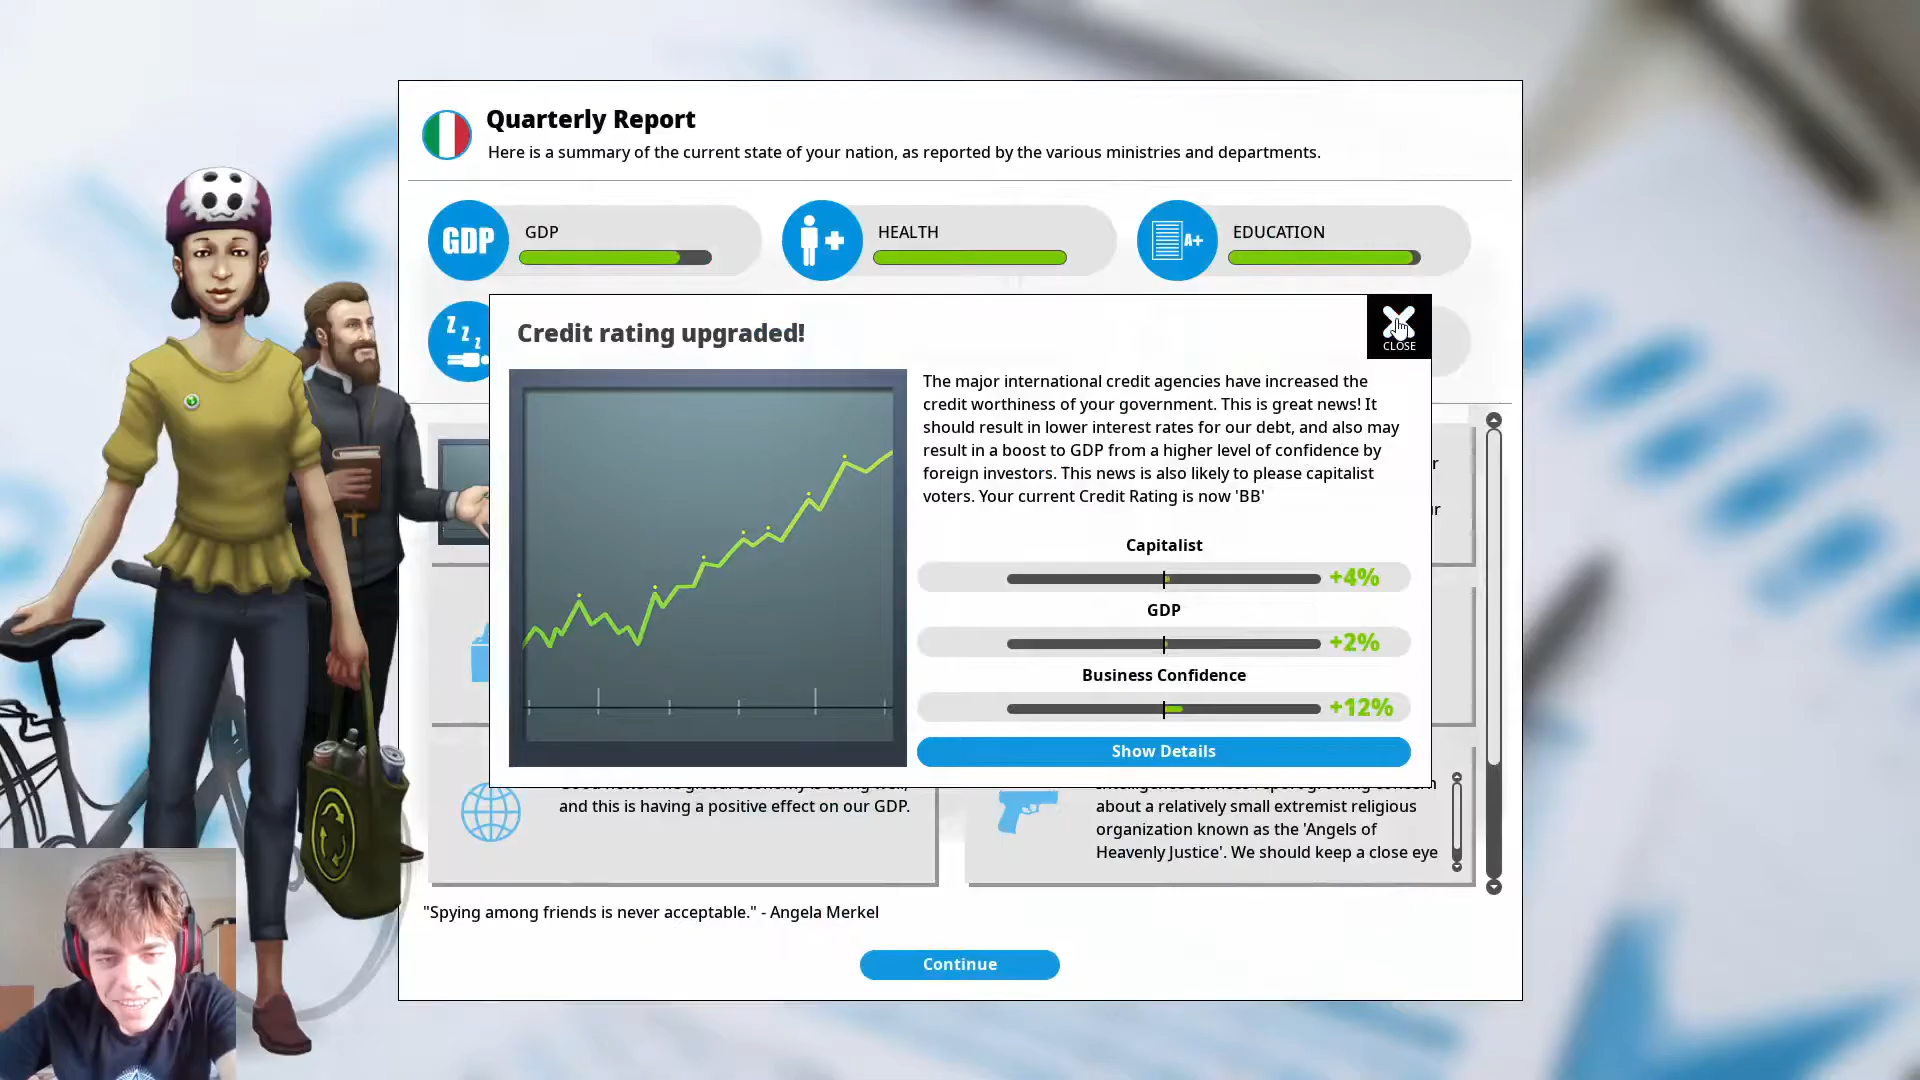 Quarterly Report
Here is a summary of the current state of your nation, as reported by the various ministries and departments.
GDP
GDP
HEALTH
A+
EDUCATION
Z
Z
Z
Credit rating upgraded!
CLOSE
The major international credit agencies have increased the
credit worthiness of your government. This is great news! It
should result in lower interest rates for our debt, and also may
result in a boost to GDP from a higher level of confidence by
foreign investors. This news is also likely to please capitalist
voters. Your current Credit Rating is now 'BB'
Capitalist
+4%
GDP
+2%
Business Confidence
+12%
Show Details
and this is having a positive effect on our GDP.
about a relatively small extremist religious
organization known as the 'Angels of
Heavenly Justice'. We should keep a close eye
"Spying among friends is never acceptable." - Angela Merkel
Continue